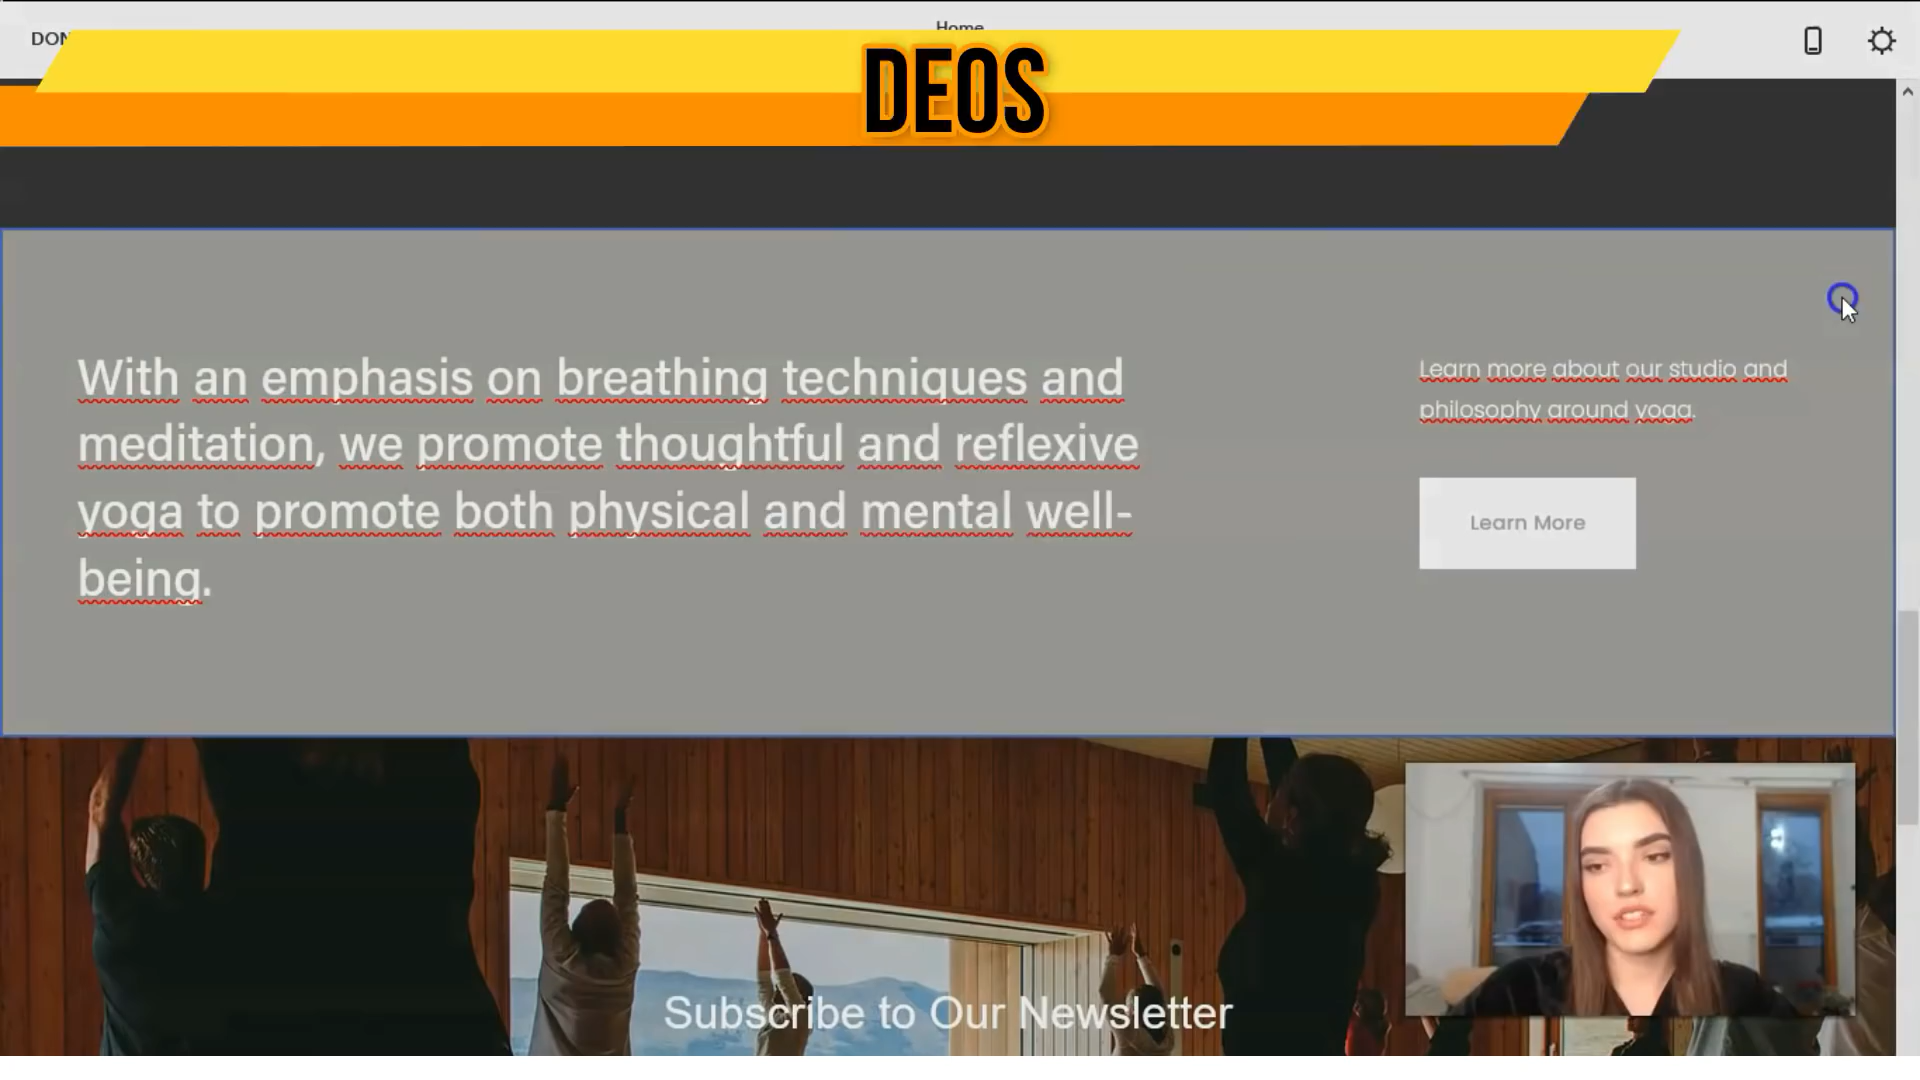 Home
DON
DEOS
With an emphasis on breathing techniques and
meditation, we promote thoughtful and reflexive
yoga to promote both physical and mental well-
being.
Learn more about our studio and
philosophy around yoga.
Learn More
Subscribe to Our Newsletter